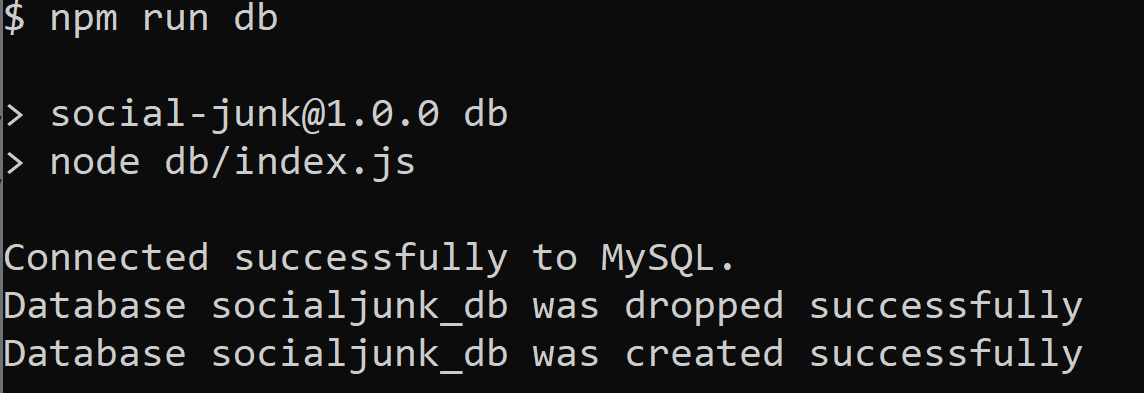 $ npm run db
> social-junk@1.0.0 db
> node db/index.js
Connected successfully to MySQL.
Database socialjunk_db was dropped successfully
Database socialjunk_db was created successfully